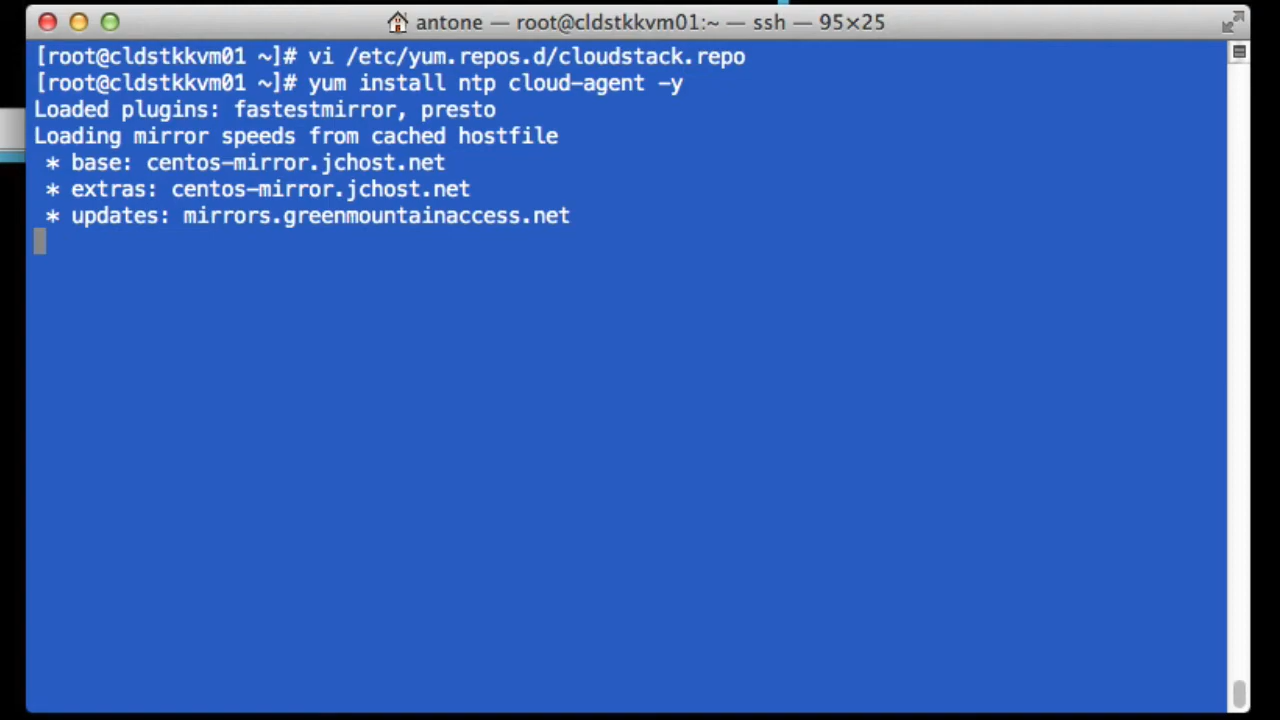 antone — root@cldstkkvm01:~ — ssh — 95×25
[root@cldstkkvm01 ~]# vi /etc/yum.repos.d/cloudstack.repo
[root@cldstkkvm01 ~]# yum install ntp cloud-agent -y
Loaded plugins: fastestmirror, presto
Loading mirror speeds from cached hostfile
 * base: centos-mirror.jchost.net
 * extras: centos-mirror.jchost.net
 * updates: mirrors.greenmountainaccess.net